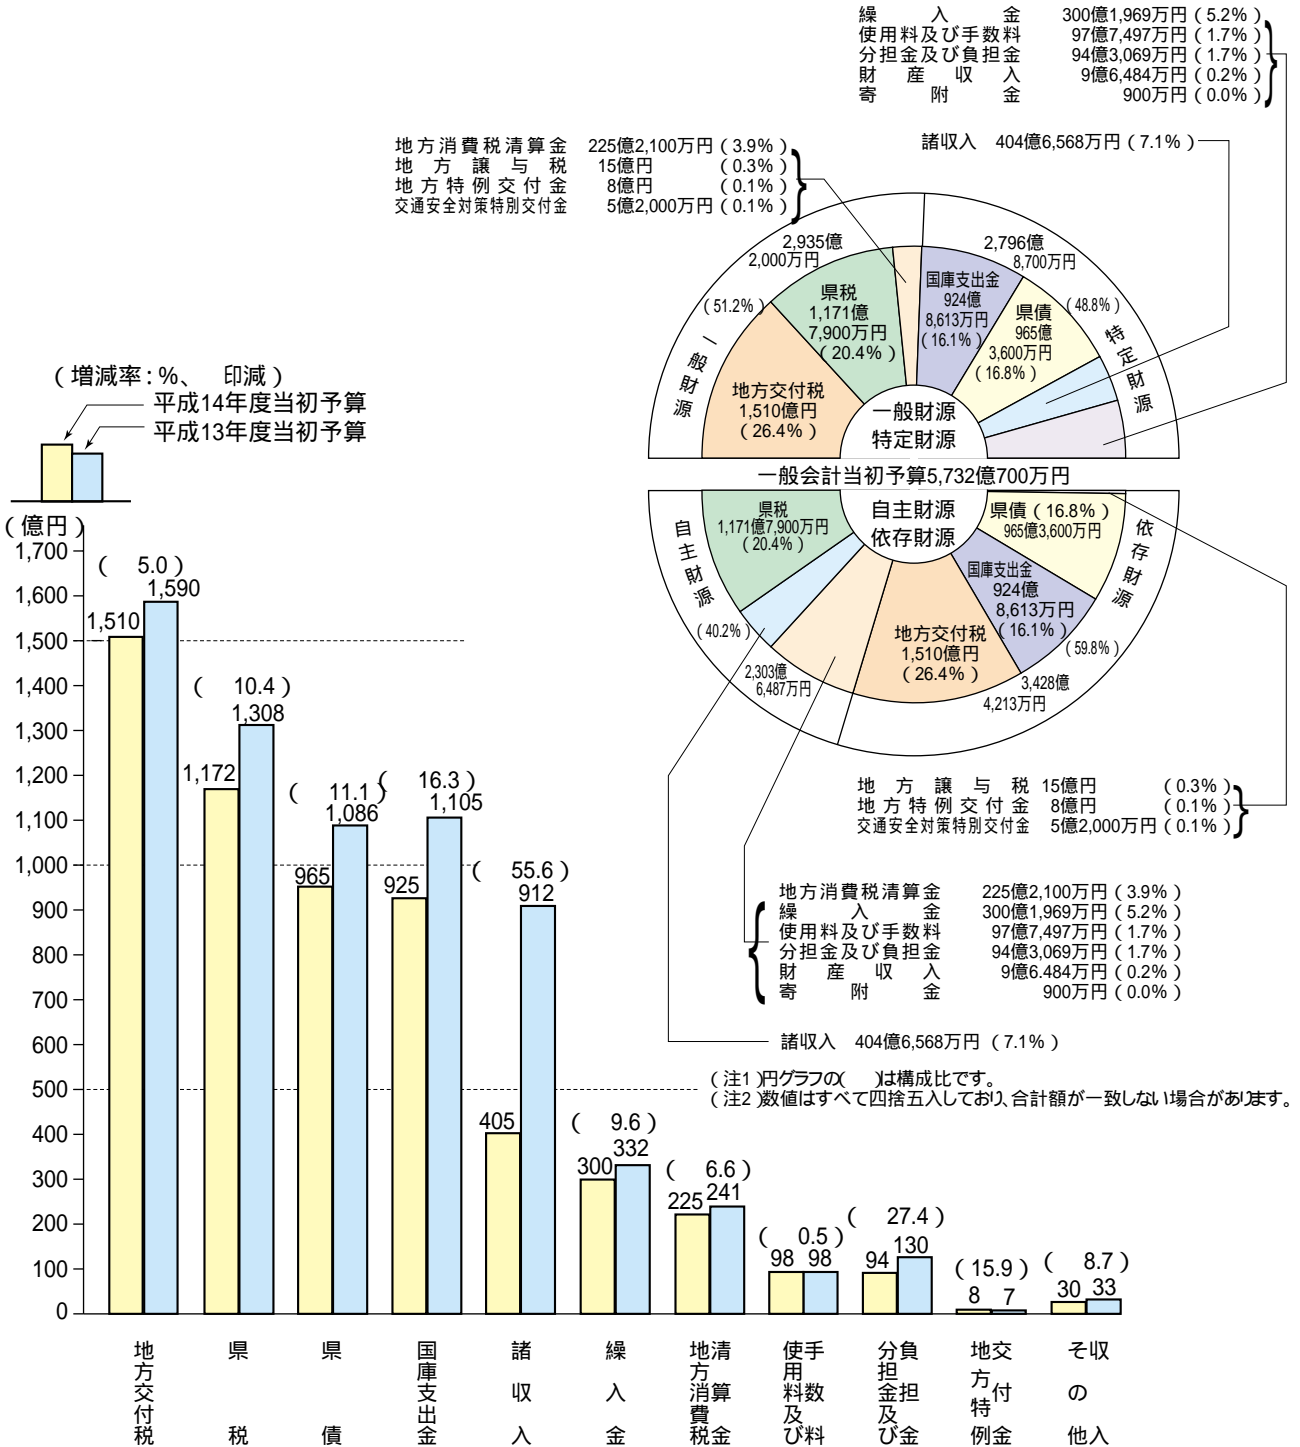 繰入金 300億1,969万円(5.2%)
使用料及び手数料 97億7,497万円(1.7%)
分担金及び負担金 94億3,069万円(1.7%)
財産収入 9億6,484万円(0.2%)
寄附金 900万円(0.0%)
諸収入 404億6,568万円(7.1%)
地方消費税清算金 225億2,100万円(3.9%)
地方譲与税 15億円(0.3%)
地方特例交付金 8億円(0.1%)
交通安全対策特別交付金 5億2,000万円(0.1%)
2,935億
2,000万円
(51.2%)
一般財源
2,796億
8,700万円
(48.8%)
特定財源
県税
1,171億
7,900万円
(20.4%)
国庫支出金
924億
8,613万円
(16.1%)
県債
965億
3,600万円
(16.8%)
地方交付税
1,510億円
(26.4%)
一般財源
特定財源
一般会計当初予算5,732億700万円
自主財源
依存財源
県税
1,171億7,900万円
(20.4%)
県債(16.8%)
965億3,600万円
国庫支出金
924億
8,613万円
(16.1%)
地方交付税
1,510億円
(26.4%)
自主財源
(40.2%)
2,303億
6,487万円
依存財源
(59.8%)
3,428億
4,213万円
地方譲与税 15億円(0.3%)
地方特例交付金 8億円(0.1%)
交通安全対策特別交付金 5億2,000万円(0.1%)
地方消費税清算金 225億2,100万円(3.9%)
繰入金 300億1,969万円(5.2%)
使用料及び手数料 97億7,497万円(1.7%)
分担金及び負担金 94億3,069万円(1.7%)
財産収入 9億6.484万円(0.2%)
寄附金 900万円(0.0%)
諸収入 404億6,568万円(7.1%)
(注1)円グラフの( )は構成比です。
(注2)数値はすべて四捨五入しており、合計額が一致しない場合があります。
(増減率:%、 印減)
平成14年度当初予算
平成13年度当初予算
(億円)
1,700
1,600
1,500
1,400
1,300
1,200
1,100
1,000
900
800
700
600
500
400
300
200
100
0
( 5.0)
1,510 1,590
( 10.4)
1,172 1,308
( 11.1)
965 1,086
( 16.3)
925 1,105
( 55.6)
405 912
( 9.6)
300 332
( 6.6)
225 241
( 0.5)
98 98
( 27.4)
94 130
(15.9)
8 7
( 8.7)
30 33
地方交付税
県税
県債
国庫支出金
諸収入
繰入金
地方消費税
清算金
使用料及び
手数料
分担金及び
負担金
地方特例
交付金
その他
収入